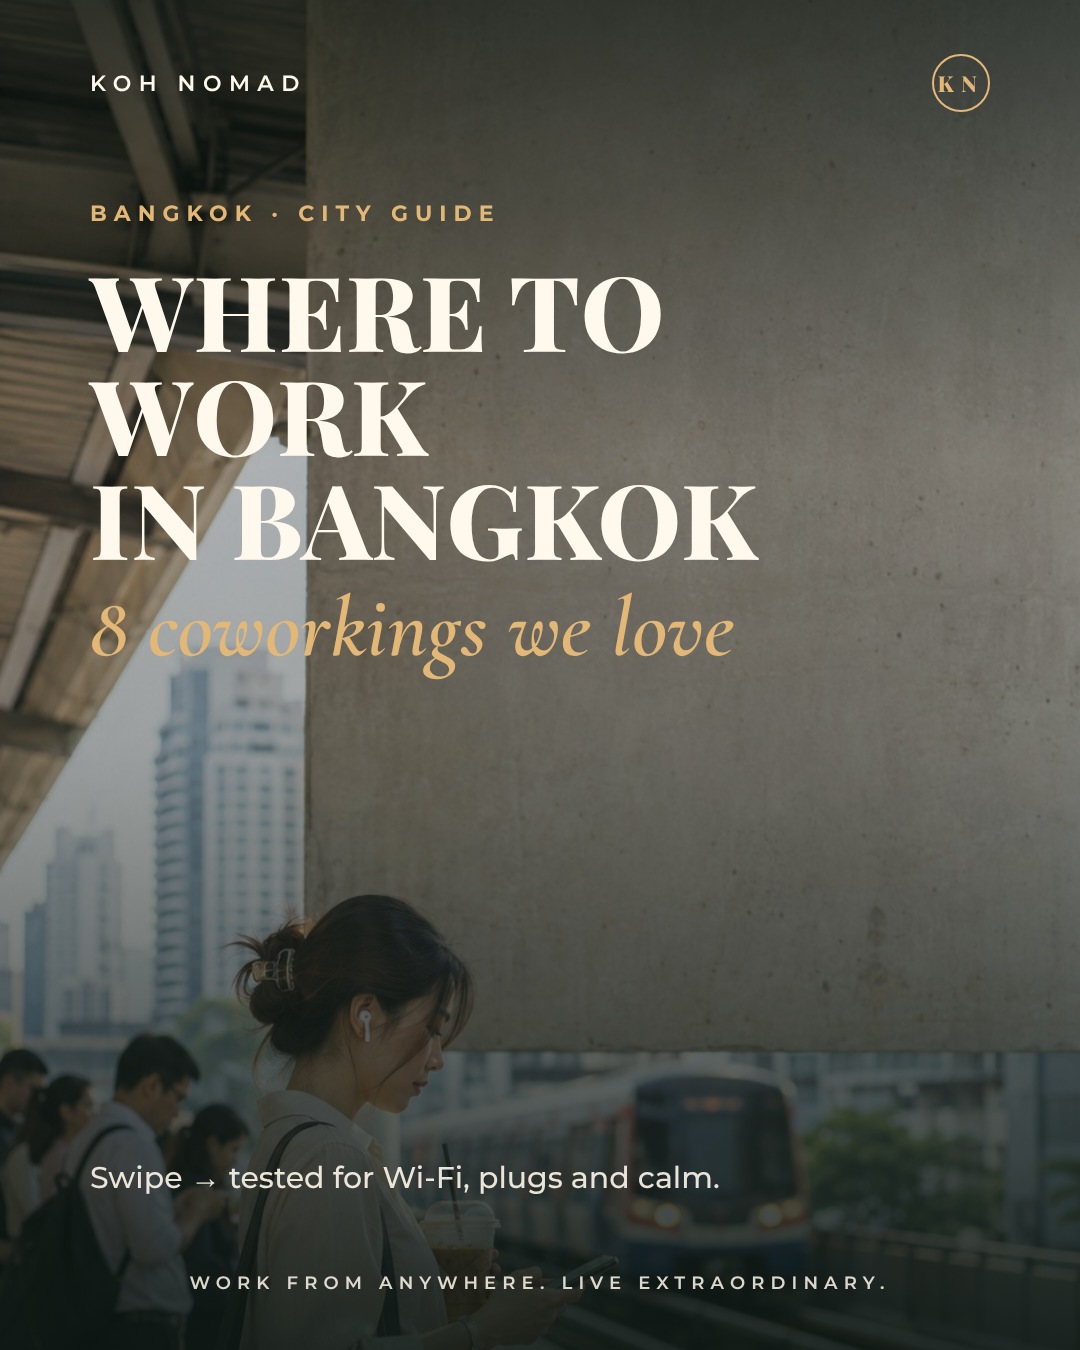 KOH NOMAD
KN
BANGKOK · CITY GUIDE
WHERE TO
WORK
IN BANGKOK
8 coworkings we love
Swipe → tested for Wi-Fi, plugs and calm.
WORK FROM ANYWHERE. LIVE EXTRAORDINARY.